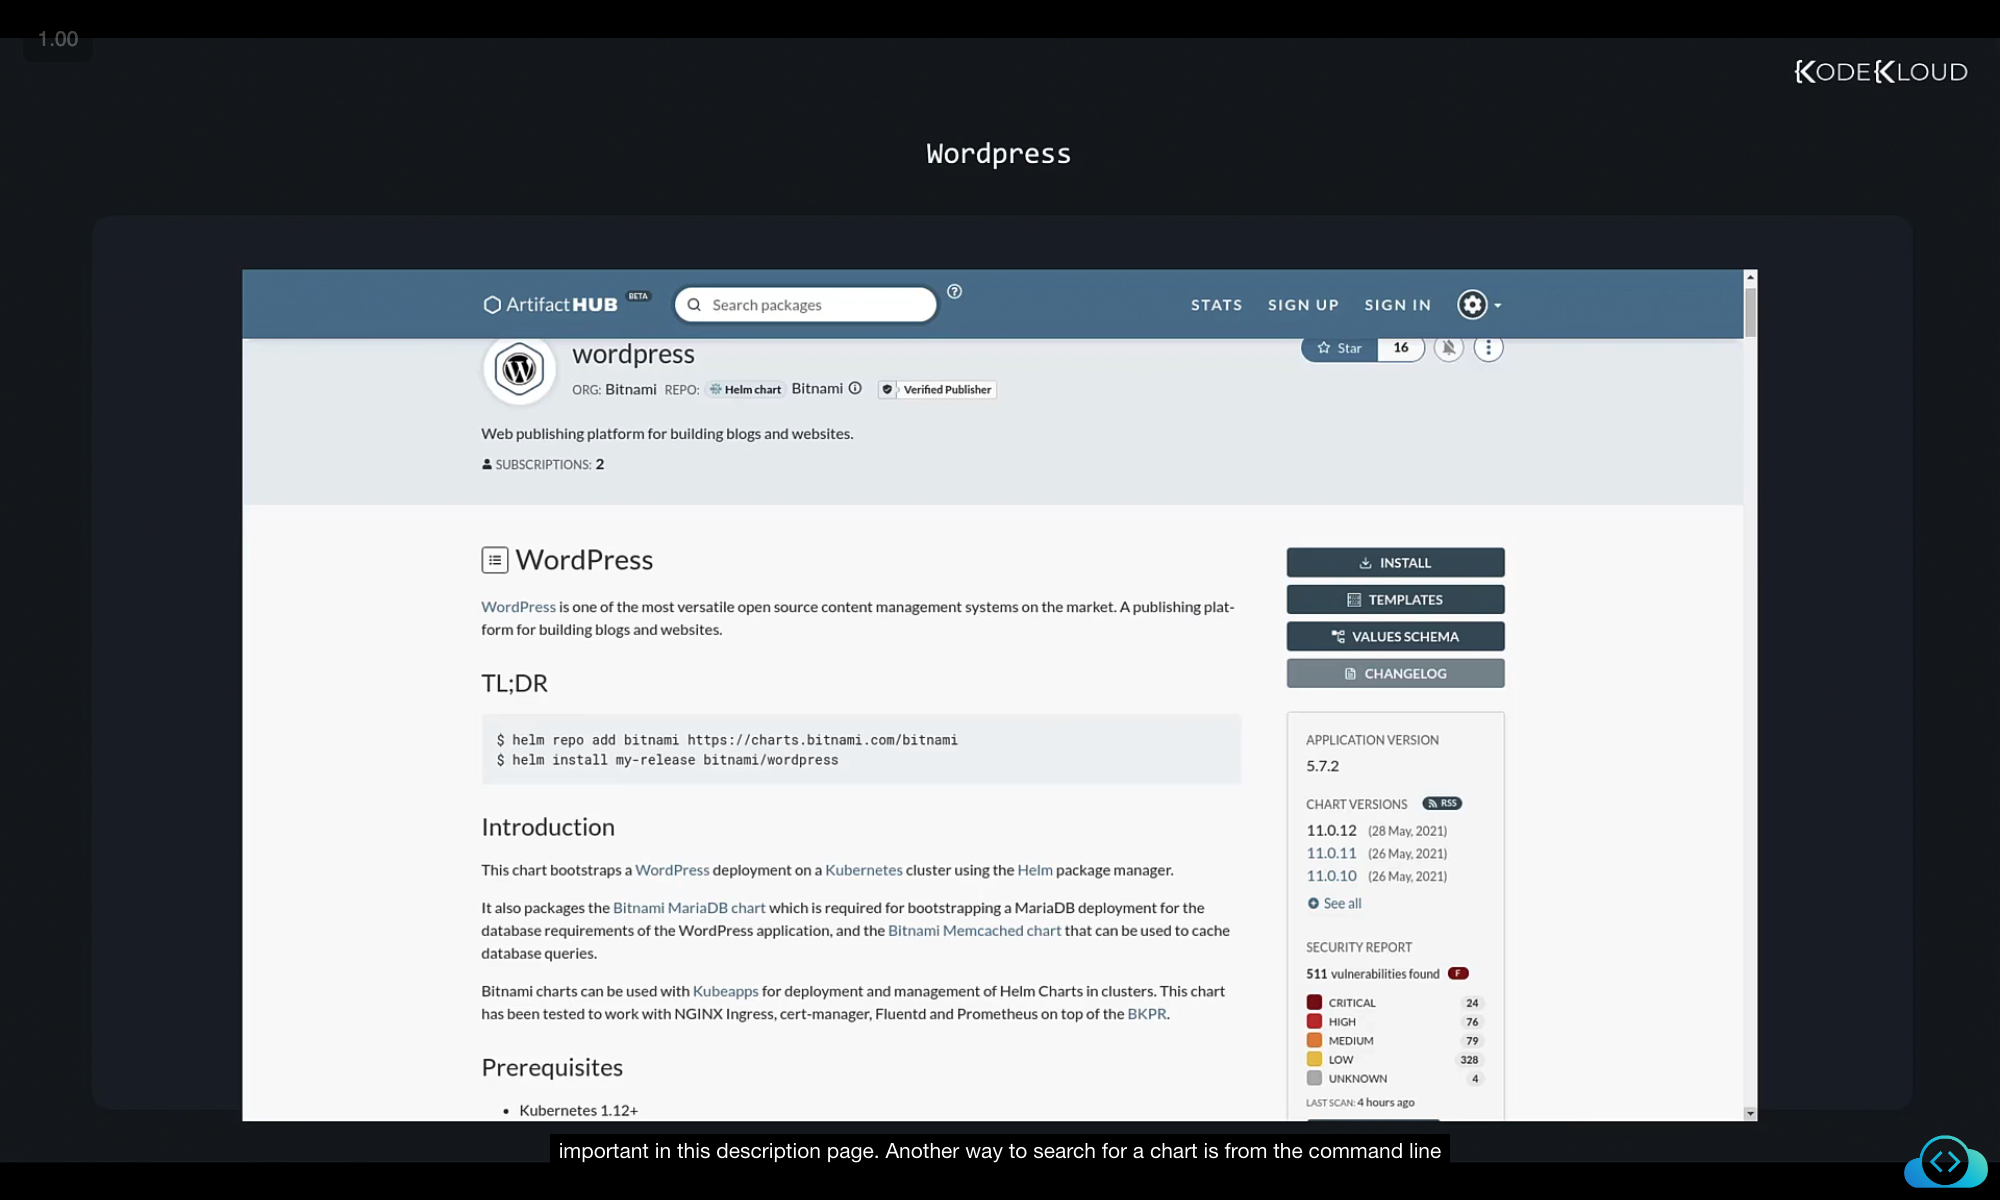 1.00
KODEKLOUD
Wordpress
ArtifactHUB BETA
Search packages
STATS SIGN UP SIGN IN
wordpress
Star 16
ORG: Bitnami REPO: Helm chart Bitnami Verified Publisher
Web publishing platform for building blogs and websites.
SUBSCRIPTIONS: 2
WordPress
WordPress is one of the most versatile open source content management systems on the market. A publishing plat-
form for building blogs and websites.
TL;DR
$ helm repo add bitnami https://charts.bitnami.com/bitnami
$ helm install my-release bitnami/wordpress
Introduction
This chart bootstraps a WordPress deployment on a Kubernetes cluster using the Helm package manager.
It also packages the Bitnami MariaDB chart which is required for bootstrapping a MariaDB deployment for the
database requirements of the WordPress application, and the Bitnami Memcached chart that can be used to cache
database queries.
Bitnami charts can be used with Kubeapps for deployment and management of Helm Charts in clusters. This chart
has been tested to work with NGINX Ingress, cert-manager, Fluentd and Prometheus on top of the BKPR.
Prerequisites
• Kubernetes 1.12+
INSTALL
TEMPLATES
VALUES SCHEMA
CHANGELOG
APPLICATION VERSION
5.7.2
CHART VERSIONS RSS
11.0.12 (28 May, 2021)
11.0.11 (26 May, 2021)
11.0.10 (26 May, 2021)
See all
SECURITY REPORT
511 vulnerabilities found F
CRITICAL 24
HIGH 76
MEDIUM 79
LOW 328
UNKNOWN 4
LAST SCAN: 4 hours ago
important in this description page. Another way to search for a chart is from the command line